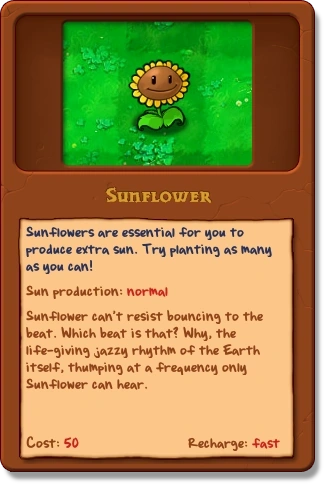 Sunflower
Sunflowers are essential for you to
produce extra sun. Try planting as many
as you can!
Sun production: normal
Sunflower can't resist bouncing to the
beat. Which beat is that? Why, the
life-giving jazzy rhythm of the Earth
itself, thumping at a frequency only
Sunflower can hear.
Cost: 50 Recharge: fast